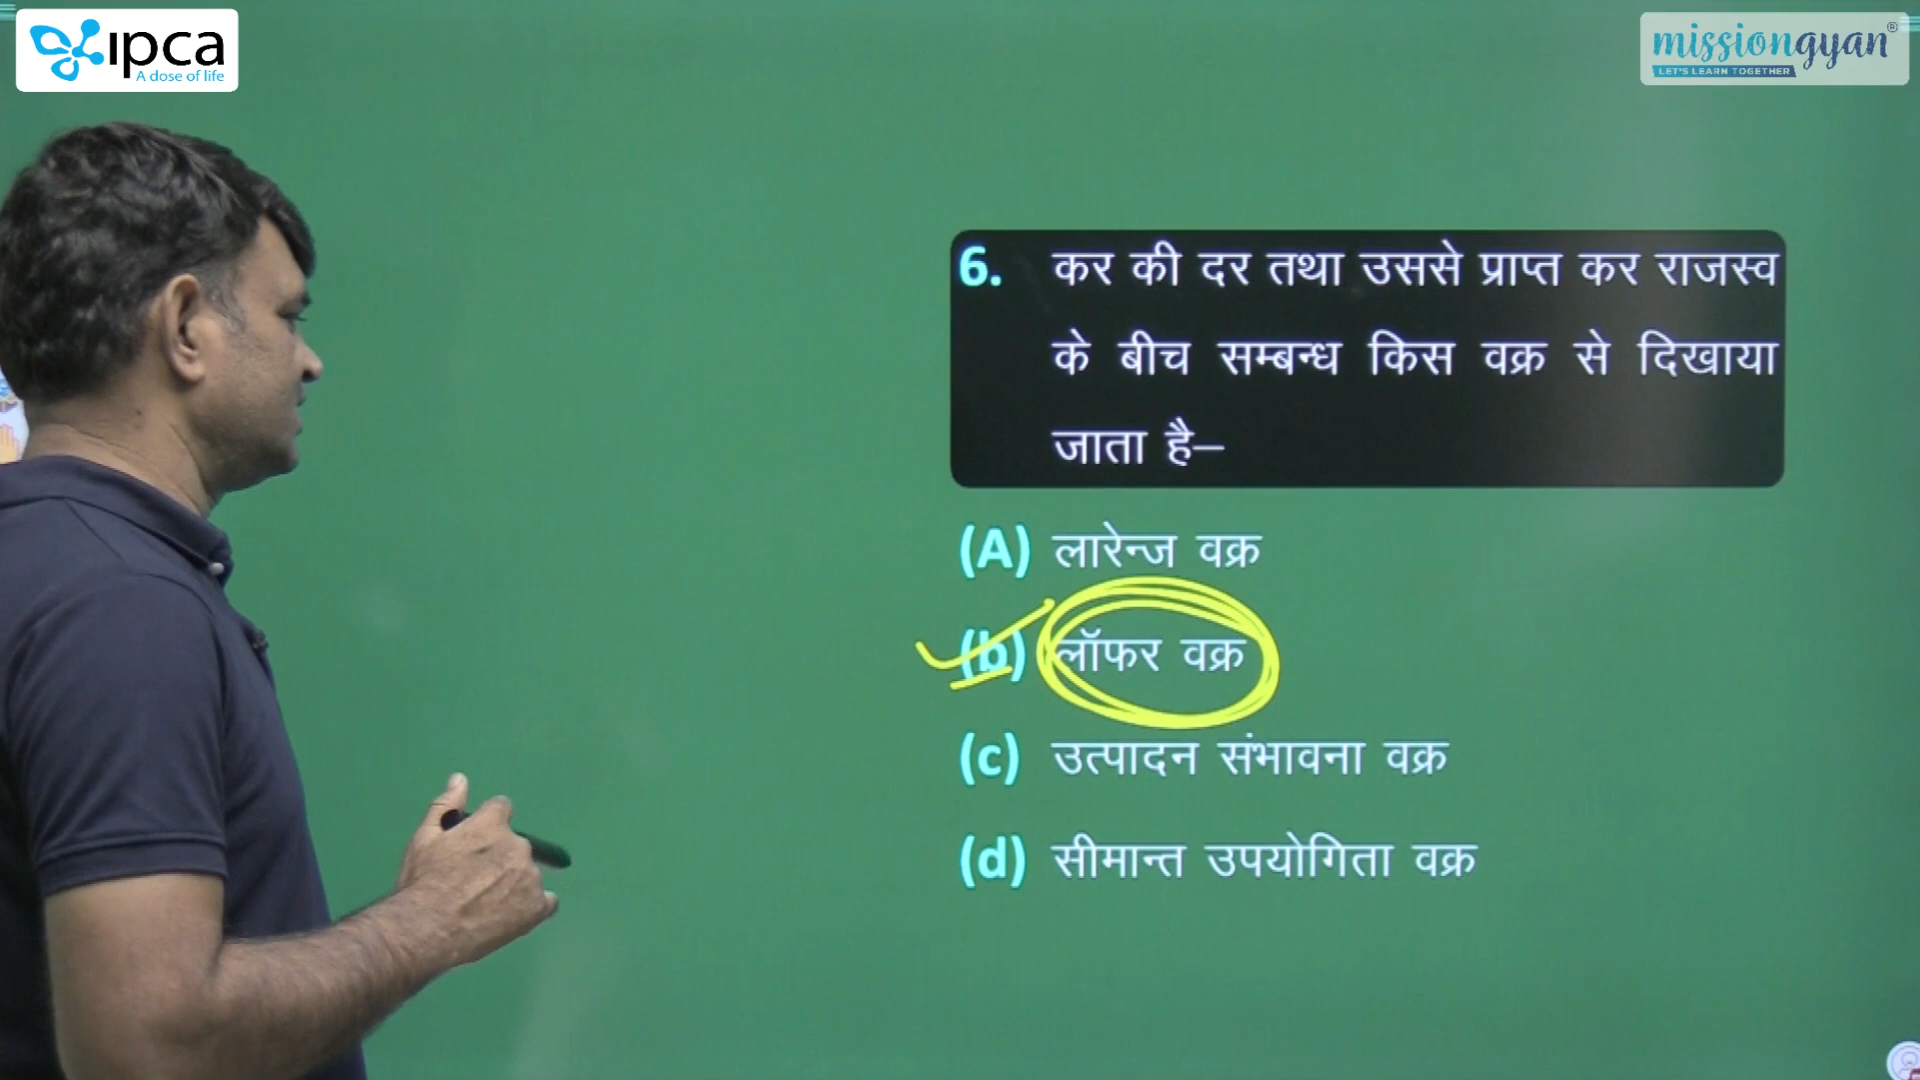 ipca
A dose of life
missiongyan®
LET'S LEARN TOGETHER
6. कर की दर तथा उससे प्राप्त कर राजस्व
के बीच सम्बन्ध किस वक्र से दिखाया
जाता है–
(A) लारेन्ज वक्र
(b) लॉफर वक्र
(c) उत्पादन संभावना वक्र
(d) सीमान्त उपयोगिता वक्र